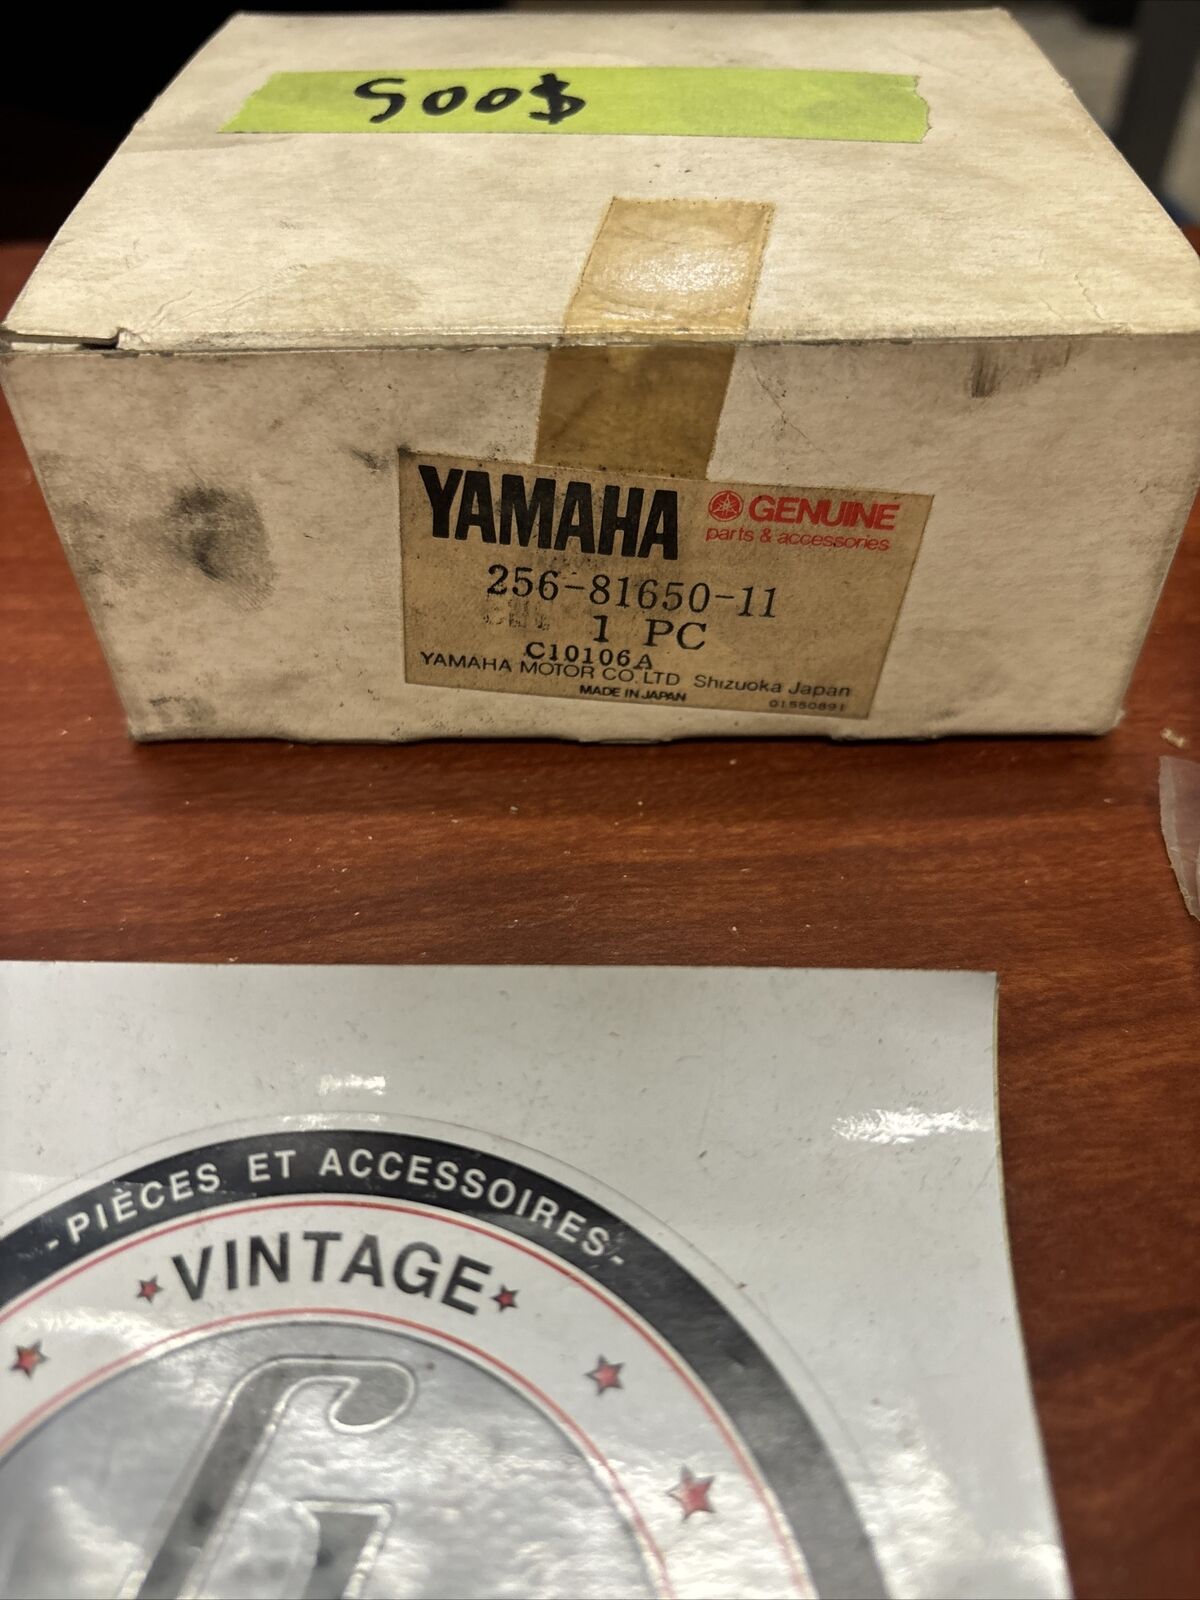 500$
YAMAHA GENUINE
parts & accessories
256-81650-11
1 PC
C10106A
YAMAHA MOTOR CO. LTD Shizuoka Japan
MADE IN JAPAN 01550891
-PIÈCES ET ACCESSOIRES-
VINTAGE